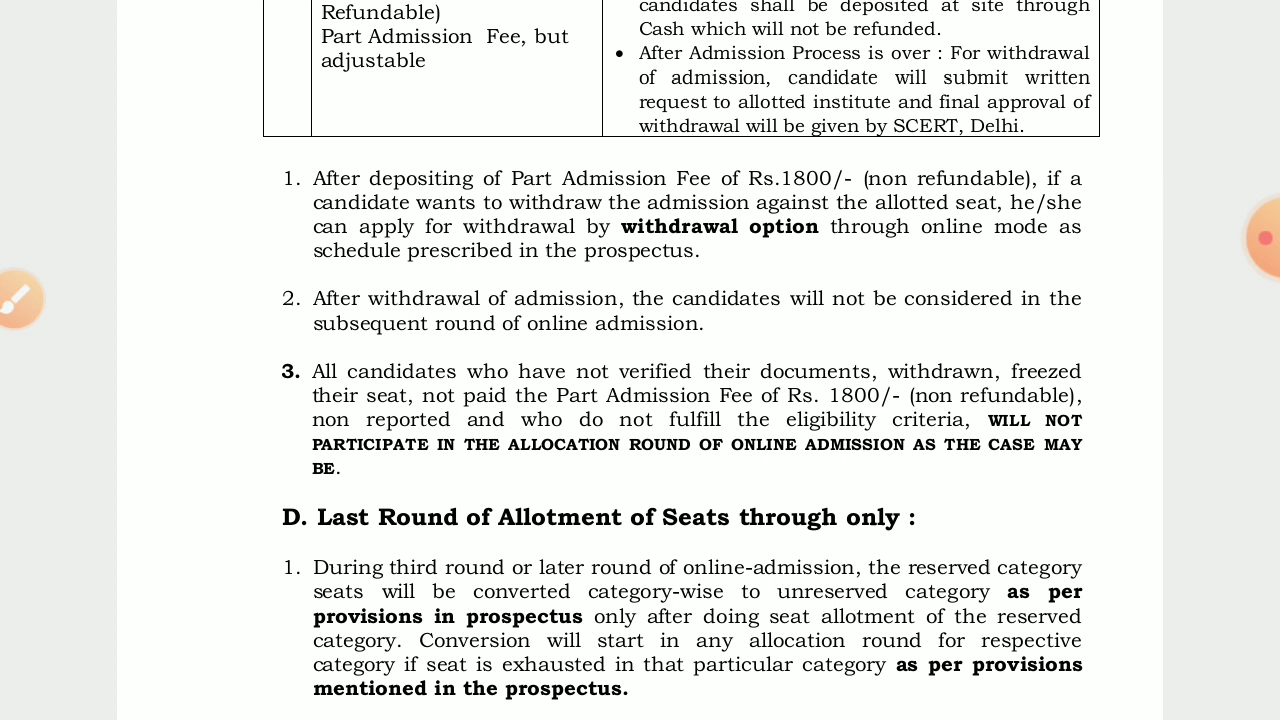 Refundable)
Part Admission Fee, but
adjustable
candidates shall be deposited at site through
Cash which will not be refunded.
• After Admission Process is over : For withdrawal
of admission, candidate will submit written
request to allotted institute and final approval of
withdrawal will be given by SCERT, Delhi.
1. After depositing of Part Admission Fee of Rs.1800/- (non refundable), if a
candidate wants to withdraw the admission against the allotted seat, he/she
can apply for withdrawal by withdrawal option through online mode as
schedule prescribed in the prospectus.
2. After withdrawal of admission, the candidates will not be considered in the
subsequent round of online admission.
3. All candidates who have not verified their documents, withdrawn, freezed
their seat, not paid the Part Admission Fee of Rs. 1800/- (non refundable),
non reported and who do not fulfill the eligibility criteria, WILL NOT
PARTICIPATE IN THE ALLOCATION ROUND OF ONLINE ADMISSION AS THE CASE MAY
BE.
D. Last Round of Allotment of Seats through only :
1. During third round or later round of online-admission, the reserved category
seats will be converted category-wise to unreserved category as per
provisions in prospectus only after doing seat allotment of the reserved
category. Conversion will start in any allocation round for respective
category if seat is exhausted in that particular category as per provisions
mentioned in the prospectus.